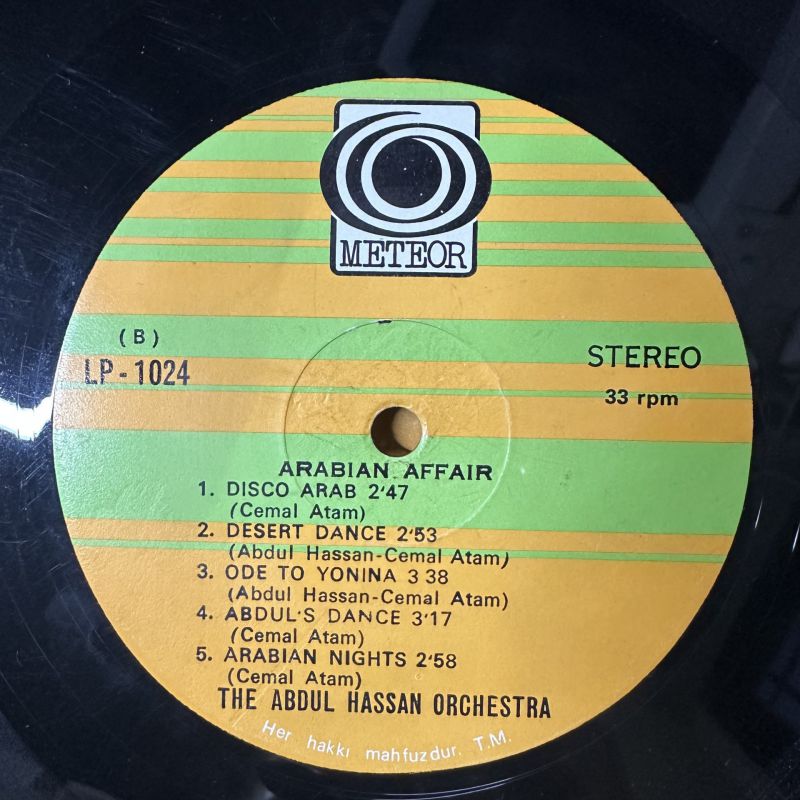 METEOR
(B)
LP-1024
STEREO
33 rpm
ARABIAN AFFAIR
1. DISCO ARAB 2'47
(Cemal Atam)
2. DESERT DANCE 2'53
(Abdul Hassan-Cemal Atam)
3. ODE TO YONINA 3 38
(Abdul Hassan-Cemal Atam)
4. ABDUL'S DANCE 3'17
(Cemal Atam)
5. ARABIAN NIGHTS 2'58
(Cemal Atam)
THE ABDUL HASSAN ORCHESTRA
Her hakkı mahfuzdur. T.M.